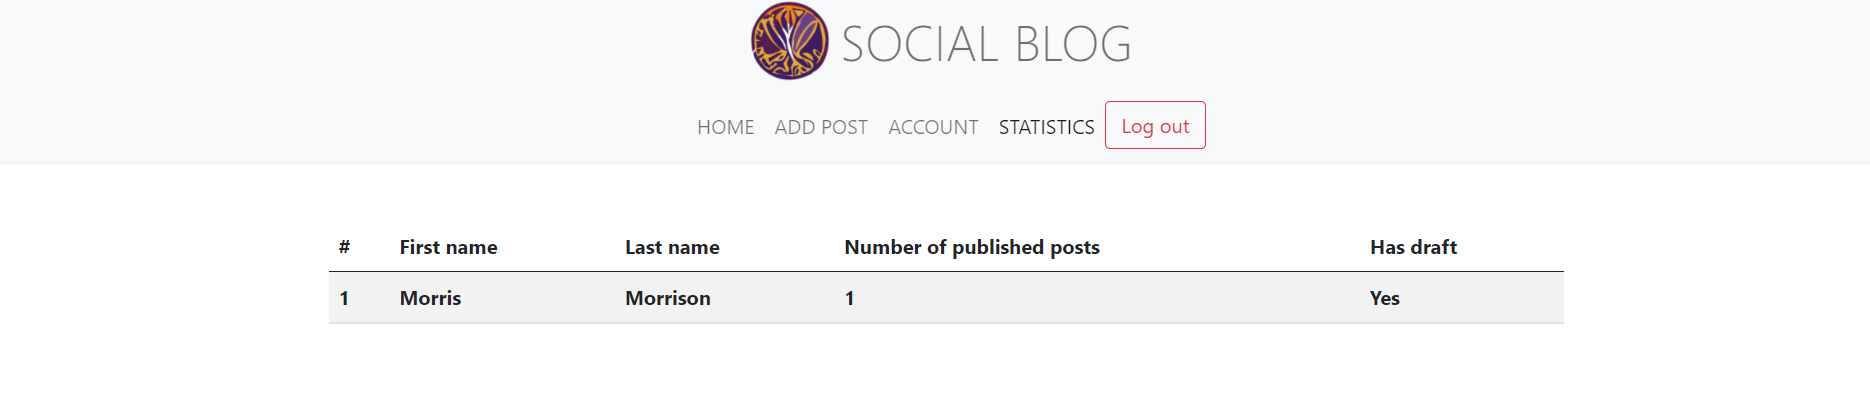 SOCIAL BLOG
HOME ADD POST ACCOUNT STATISTICS Log out
# First name Last name Number of published posts Has draft
1 Morris Morrison 1 Yes